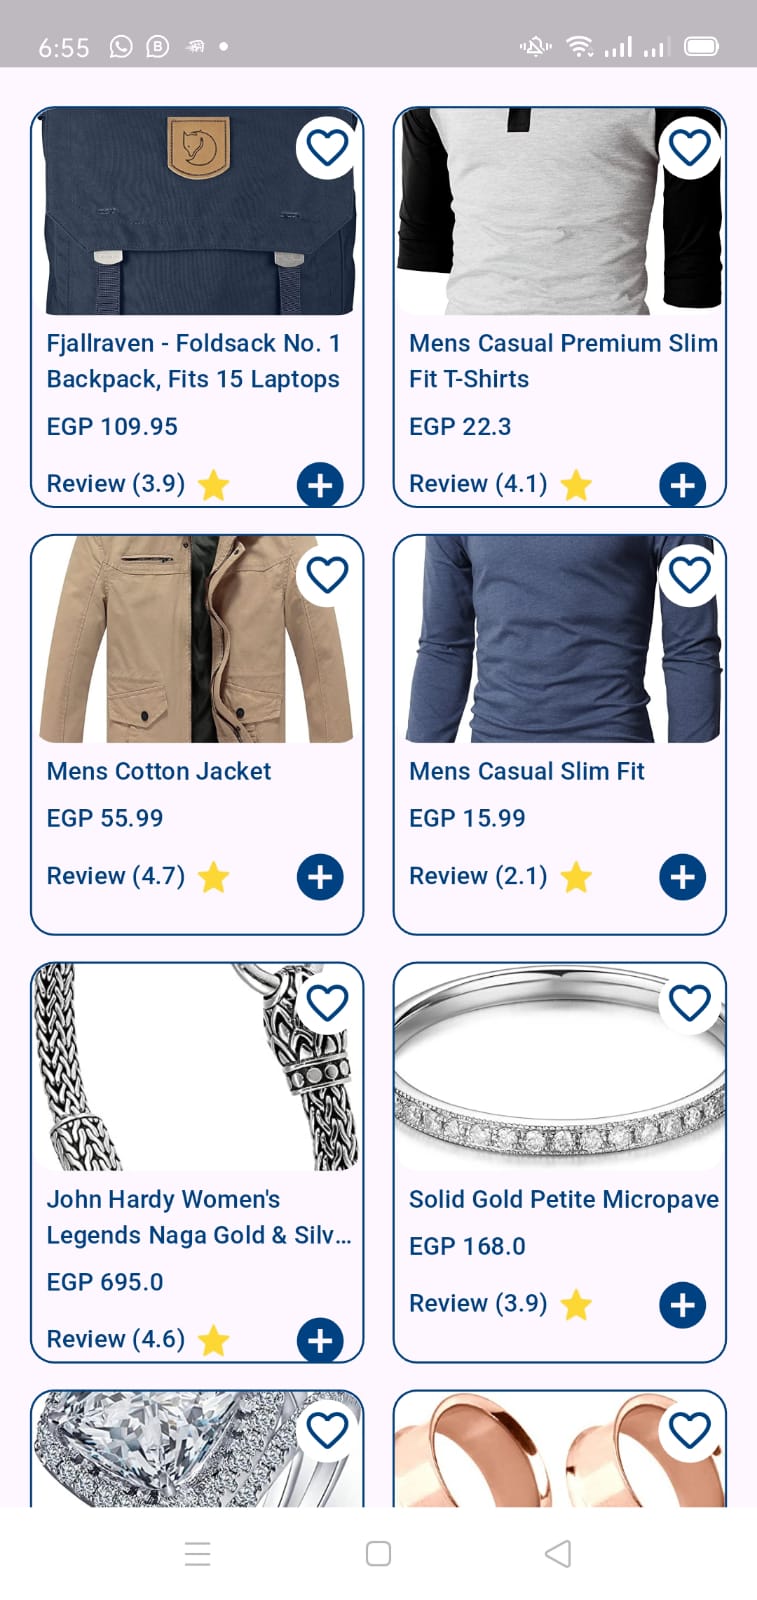 6:55
Fjallraven - Foldsack No. 1
Backpack, Fits 15 Laptops
EGP 109.95
Review (3.9)
Mens Casual Premium Slim
Fit T-Shirts
EGP 22.3
Review (4.1)
Mens Cotton Jacket
EGP 55.99
Review (4.7)
Mens Casual Slim Fit
EGP 15.99
Review (2.1)
John Hardy Women's
Legends Naga Gold & Silv...
EGP 695.0
Review (4.6)
Solid Gold Petite Micropave
EGP 168.0
Review (3.9)